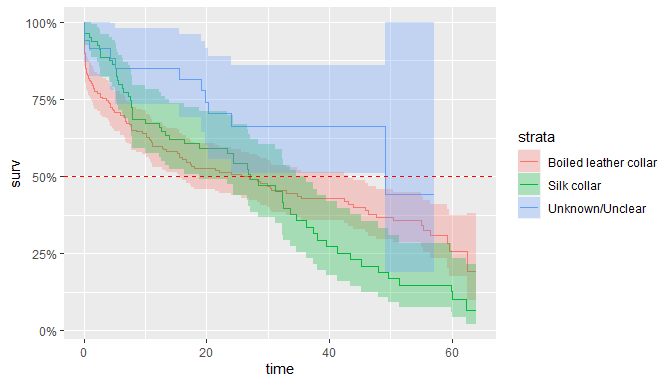 100%
75%
50%
25%
0%
surv
0
20
40
60
time
strata
Boiled leather collar
Silk collar
Unknown/Unclear